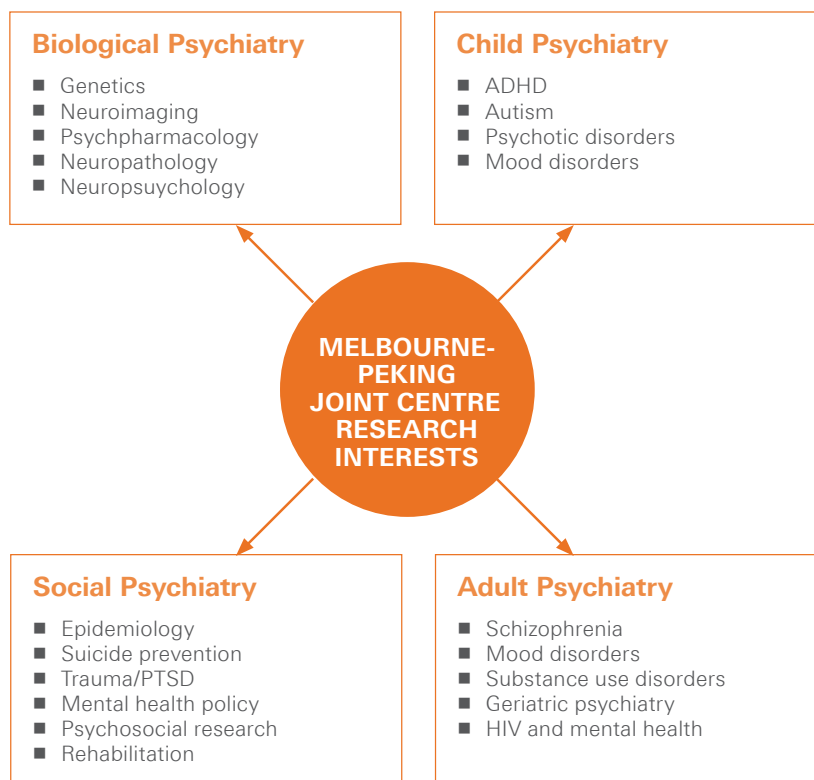 Biological Psychiatry
Genetics
Neuroimaging
Psychpharmacology
Neuropathology
Neuropsuychology
Child Psychiatry
ADHD
Autism
Psychotic disorders
Mood disorders
MELBOURNE-
PEKING
JOINT CENTRE
RESEARCH
INTERESTS
Social Psychiatry
Epidemiology
Suicide prevention
Trauma/PTSD
Mental health policy
Psychosocial research
Rehabilitation
Adult Psychiatry
Schizophrenia
Mood disorders
Substance use disorders
Geriatric psychiatry
HIV and mental health